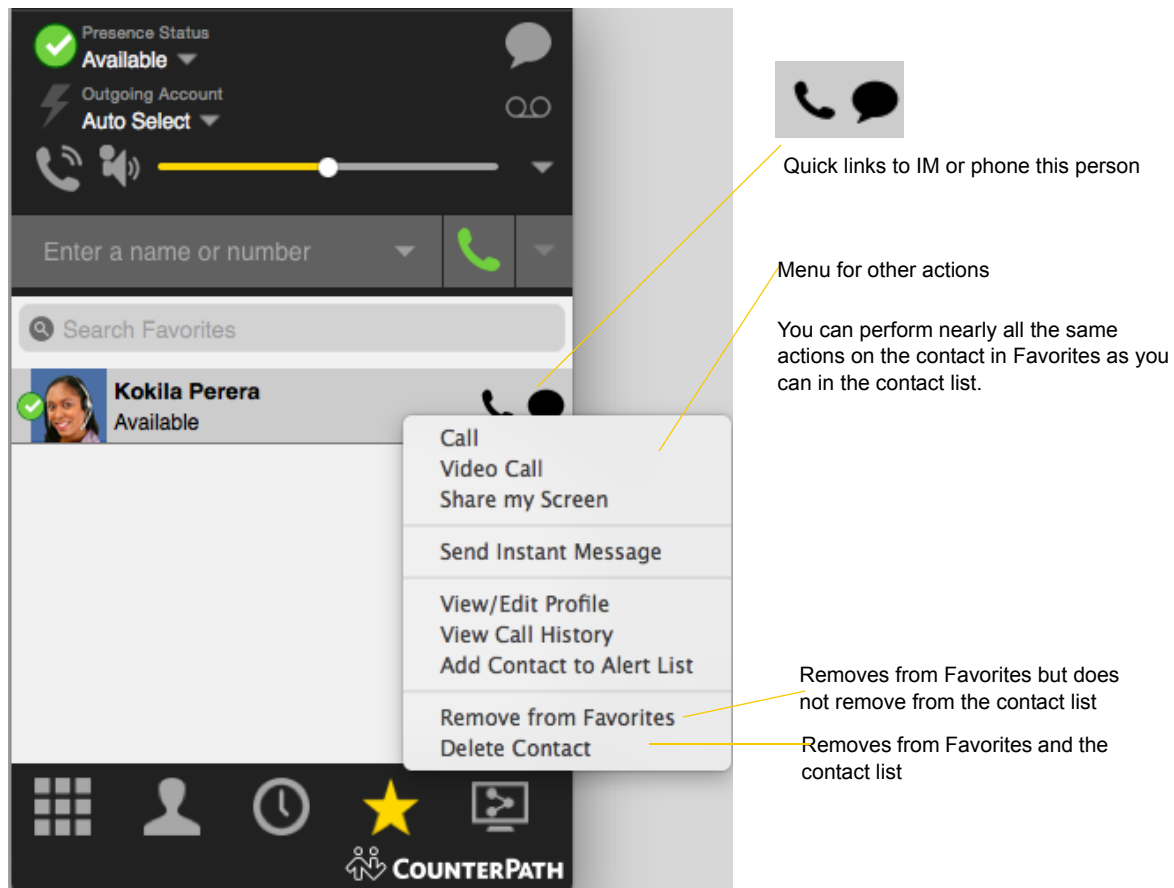 Presence Status
Available
Outgoing Account
Auto Select
Enter a name or number
Search Favorites
Kokila Perera
Available
Call
Video Call
Share my Screen
Send Instant Message
View/Edit Profile
View Call History
Add Contact to Alert List
Remove from Favorites
Delete Contact
COUNTERPATH
Quick links to IM or phone this person
Menu for other actions
You can perform nearly all the same
actions on the contact in Favorites as you
can in the contact list.
Removes from Favorites but does
not remove from the contact list
Removes from Favorites and the
contact list